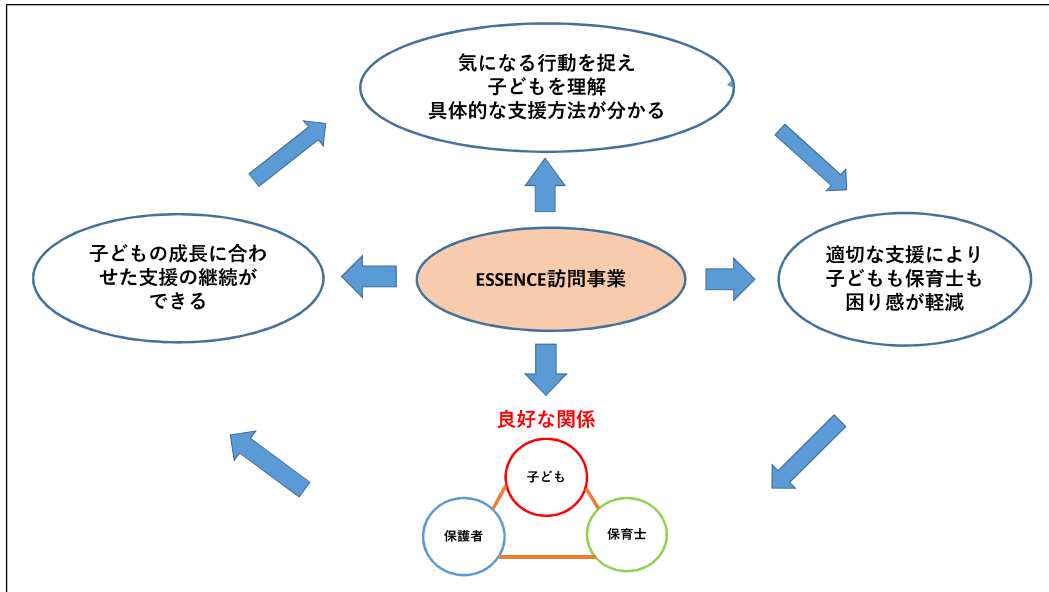 気になる行動を捉え
子どもを理解
具体的な支援方法が分かる
子どもの成長に合わ
せた支援の継続が
できる
ESSENCE訪問事業
適切な支援により
子どもも保育士も
困り感が軽減
良好な関係
子ども
保護者
保育士